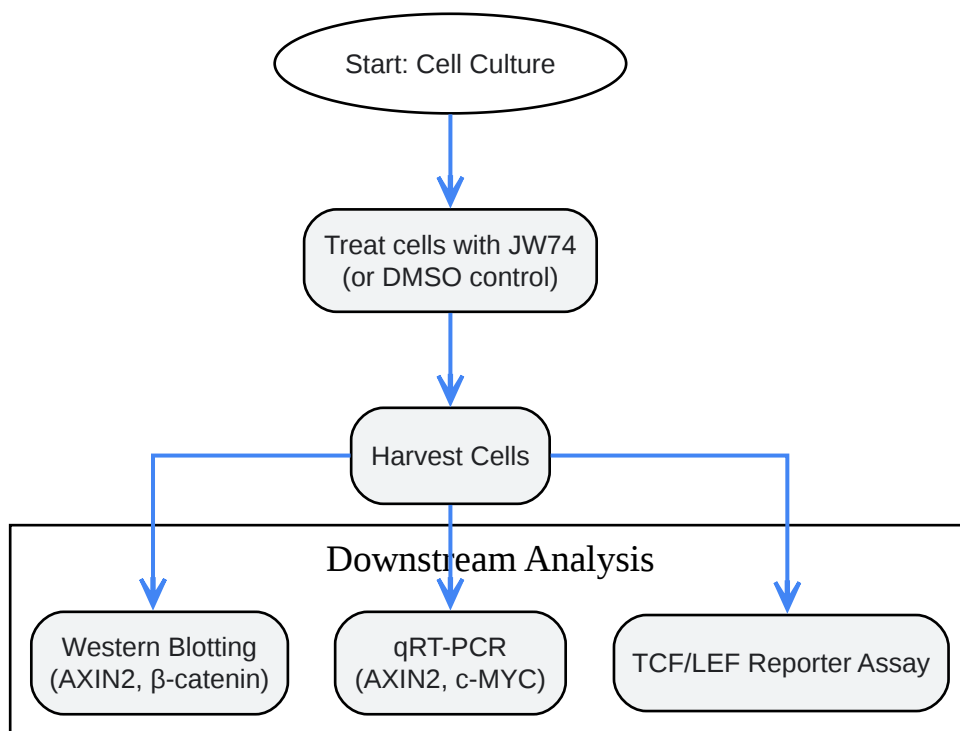 Start: Cell Culture
Treat cells with JW74
(or DMSO control)
Harvest Cells
Downstream Analysis
Western Blotting
(AXIN2, β-catenin)
qRT-PCR
(AXIN2, c-MYC)
TCF/LEF Reporter Assay